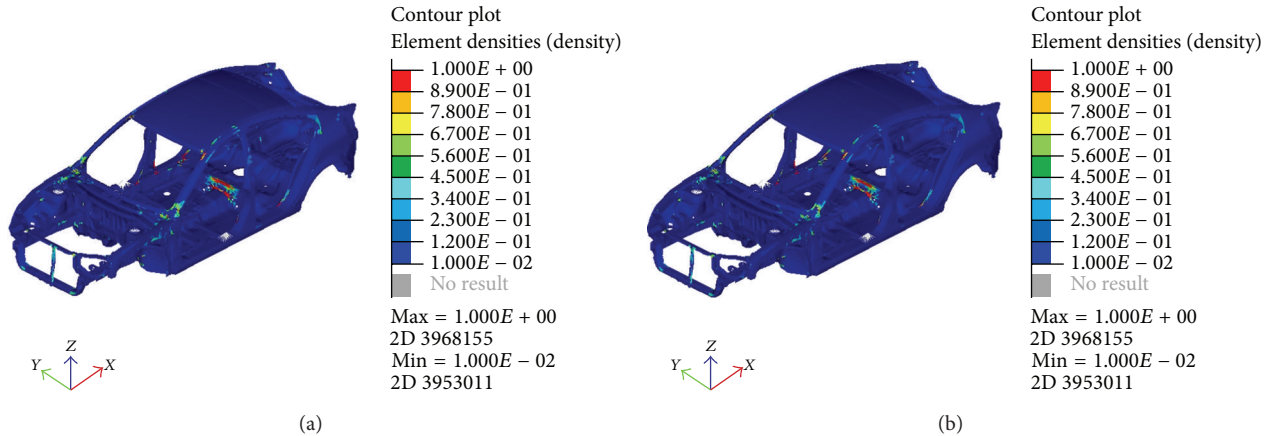 Contour plot
Element densities (density)
1.000E + 00
8.900E - 01
7.800E - 01
6.700E - 01
5.600E - 01
4.500E - 01
3.400E - 01
2.300E - 01
1.200E - 01
1.000E - 02
No result
Max = 1.000E + 00
2D 3968155
Min = 1.000E - 02
2D 3953011
Z
Y
X
(a)
Contour plot
Element densities (density)
1.000E + 00
8.900E - 01
7.800E - 01
6.700E - 01
5.600E - 01
4.500E - 01
3.400E - 01
2.300E - 01
1.200E - 01
1.000E - 02
No result
Max = 1.000E + 00
2D 3968155
Min = 1.000E - 02
2D 3953011
Z
Y
X
(b)